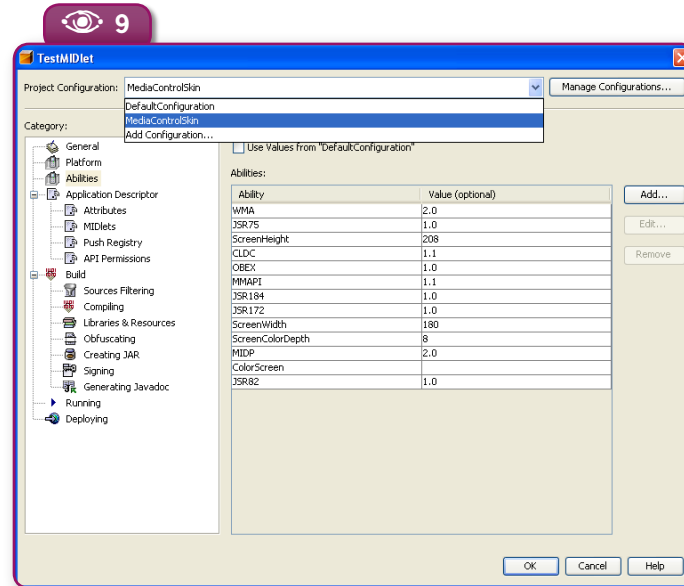 9
TestMIDlet
Project Configuration: MediaControlSkin Manage Configurations...
DefaultConfiguration
MediaControlSkin
Add Configuration...
Category:
General
Platform
Abilities
Application Descriptor
Attributes
MIDlets
Push Registry
API Permissions
Build
Sources Filtering
Compiling
Libraries & Resources
Obfuscating
Creating JAR
Signing
Generating Javadoc
Running
Deploying
Use Values from "DefaultConfiguration"
Abilities:
Ability Value (optional)
WMA 2.0
JSR75 1.0
ScreenHeight 208
CLDC 1.1
OBEX 1.0
MMAPI 1.1
JSR184 1.0
JSR172 1.0
ScreenWidth 180
ScreenColorDepth 8
MIDP 2.0
ColorScreen
JSR82 1.0
Add...
Edit...
Remove
OK Cancel Help